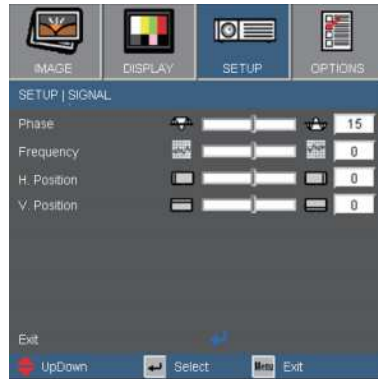 IMAGE DISPLAY SETUP OPTIONS
SETUP | SIGNAL
Phase 15
Frequency 0
H. Position 0
V. Position 0
Exit
UpDown Select Menu Exit